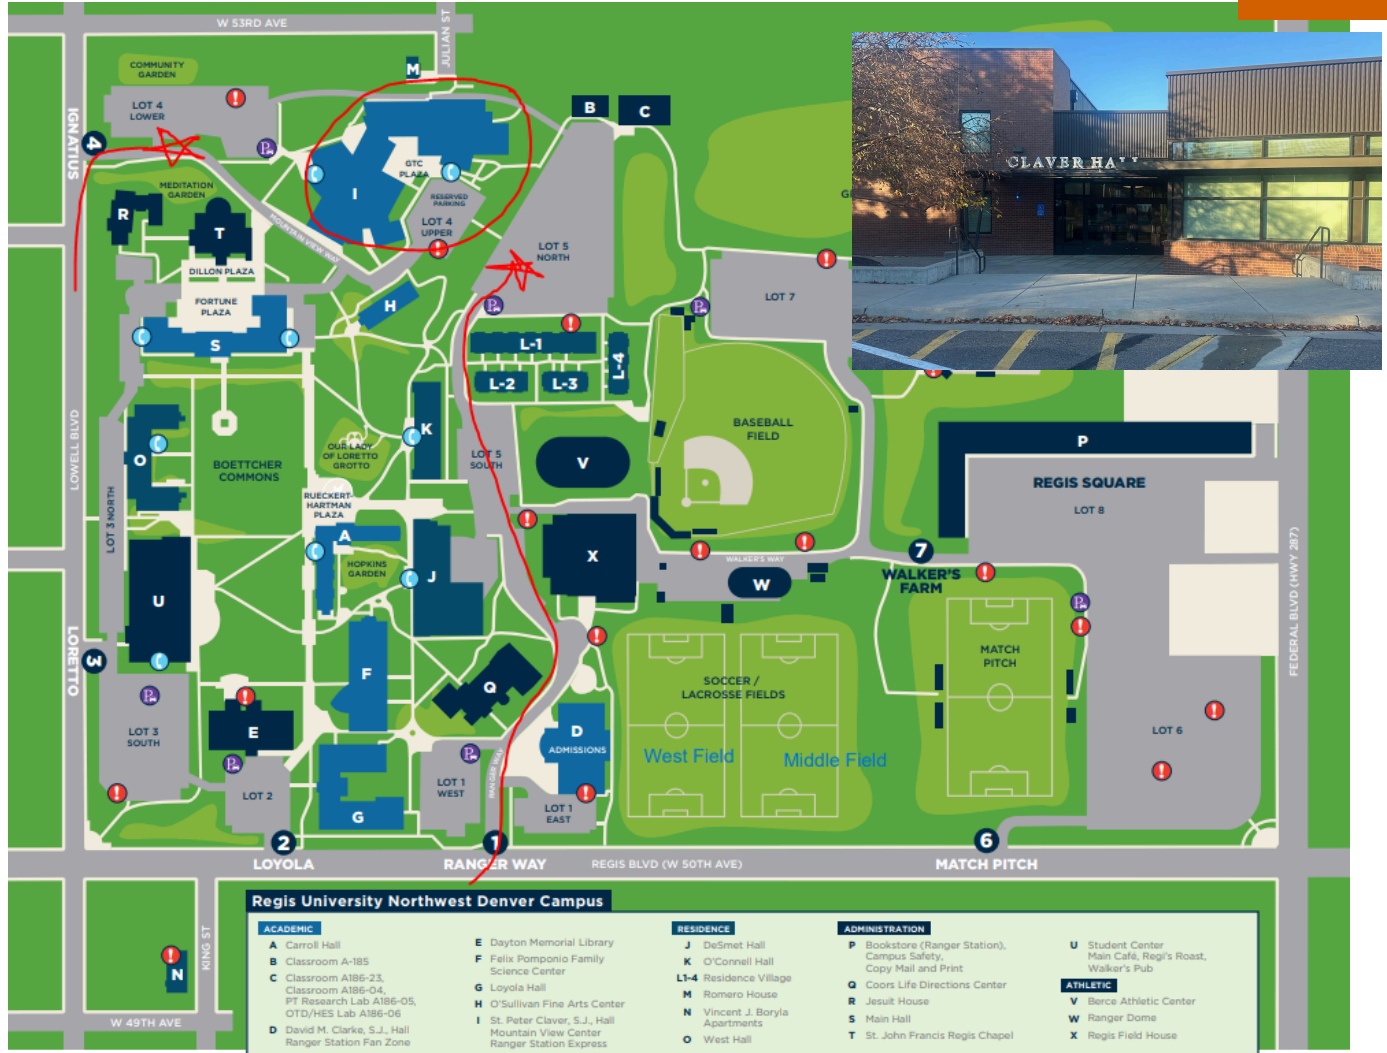 W 53RD AVE
JULIAN ST
COMMUNITY
GARDEN
M
LOT 4
LOWER
B
C
IGNATIUS
4
GTC
PLAZA
CLAVER HALL
MEDITATION
GARDEN
I
RESERVED
PARKING
R
T
LOT 4
UPPER
MOUNTAIN VIEW WAY
LOT 5
NORTH
DILLON PLAZA
LOT 7
FORTUNE
PLAZA
H
S
L-1
L-2
L-3
L-4
LOWELL BLVD
K
BASEBALL
FIELD
P
OUR LADY
OF LORETTO
GROTTO
O
BOETTCHER
COMMONS
LOT 5
SOUTH
V
REGIS SQUARE
LOT 8
RUECKERT-
HARTMAN
PLAZA
LOT 3 NORTH
A
X
WALKER'S WAY
7
WALKER'S
FARM
FEDERAL BLVD (HWY 287)
HOPKINS
GARDEN
J
W
U
LORETTO
3
MATCH
PITCH
F
Q
SOCCER /
LACROSSE FIELDS
LOT 3
SOUTH
E
D
ADMISSIONS
LOT 6
West Field
Middle Field
RANGER WAY
LOT 2
LOT 1
WEST
LOT 1
EAST
G
2
LOYOLA
1
RANGER WAY
REGIS BLVD (W 50TH AVE)
6
MATCH PITCH
KING ST
N
W 49TH AVE
Regis University Northwest Denver Campus
ACADEMIC
A Carroll Hall
B Classroom A-185
C Classroom A186-23,
Classroom A186-04,
PT Research Lab A186-05,
OTD/HES Lab A186-06
D David M. Clarke, S.J., Hall
Ranger Station Fan Zone
E Dayton Memorial Library
F Felix Pomponio Family
Science Center
G Loyola Hall
H O'Sullivan Fine Arts Center
I St. Peter Claver, S.J., Hall
Mountain View Center
Ranger Station Express
RESIDENCE
J DeSmet Hall
K O'Connell Hall
L1-4 Residence Village
M Romero House
N Vincent J. Boryla
Apartments
O West Hall
ADMINISTRATION
P Bookstore (Ranger Station),
Campus Safety,
Copy Mail and Print
Q Coors Life Directions Center
R Jesuit House
S Main Hall
T St. John Francis Regis Chapel
U Student Center
Main Café, Regi's Roast,
Walker's Pub
ATHLETIC
V Berce Athletic Center
W Ranger Dome
X Regis Field House